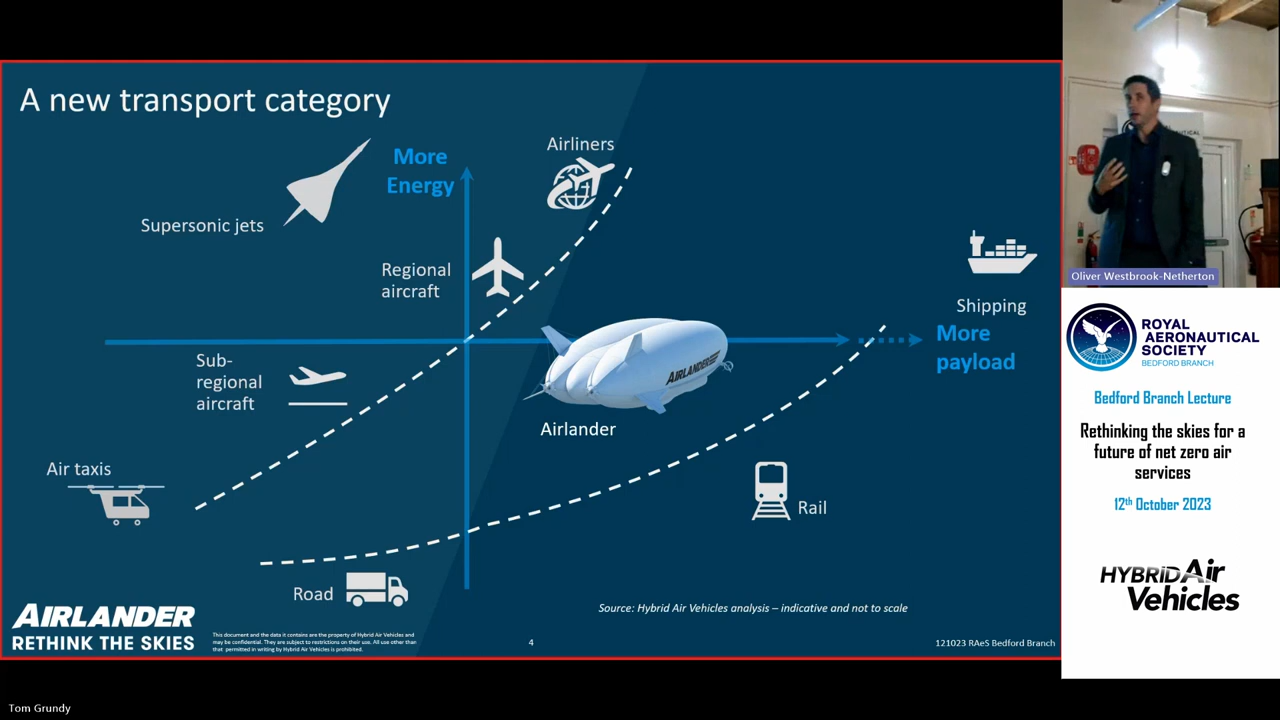 A new transport category
More
Energy
Airliners
Supersonic jets
Regional
aircraft
Shipping
More
payload
Sub-
regional
aircraft
AIRLANDER
Airlander
Air taxis
Rail
Road
Source: Hybrid Air Vehicles analysis – indicative and not to scale
AIRLANDER
RETHINK THE SKIES
This document and the data it contains are the property of Hybrid Air Vehicles and
may be confidential. They are subject to restrictions on their use. All use other than
that permitted in writing by Hybrid Air Vehicles is prohibited.
4
121023 RAeS Bedford Branch
Oliver Westbrook-Netherton
ROYAL
AERONAUTICAL
SOCIETY
BEDFORD BRANCH
Bedford Branch Lecture
Rethinking the skies for a
future of net zero air
services
12th October 2023
HYBRID Air
Vehicles
Tom Grundy